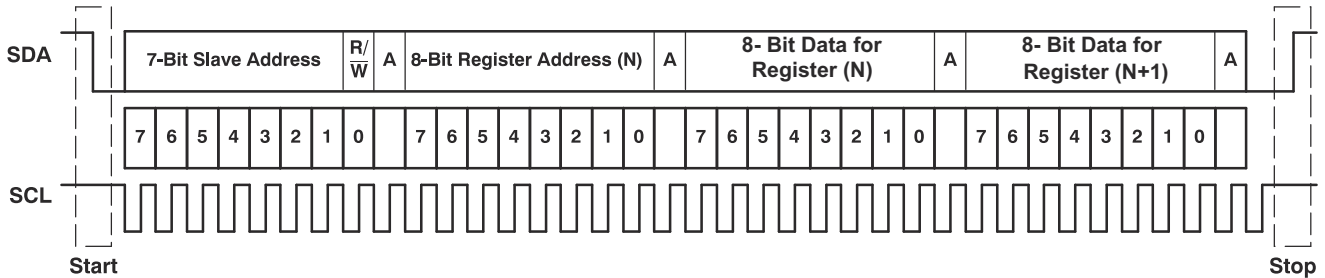 SDA
7-Bit Slave Address
R/
W
A
8-Bit Register Address (N)
A
8- Bit Data for
Register (N)
A
8- Bit Data for
Register (N+1)
A
7 6 5 4 3 2 1 0 7 6 5 4 3 2 1 0 7 6 5 4 3 2 1 0 7 6 5 4 3 2 1 0
SCL
Start
Stop